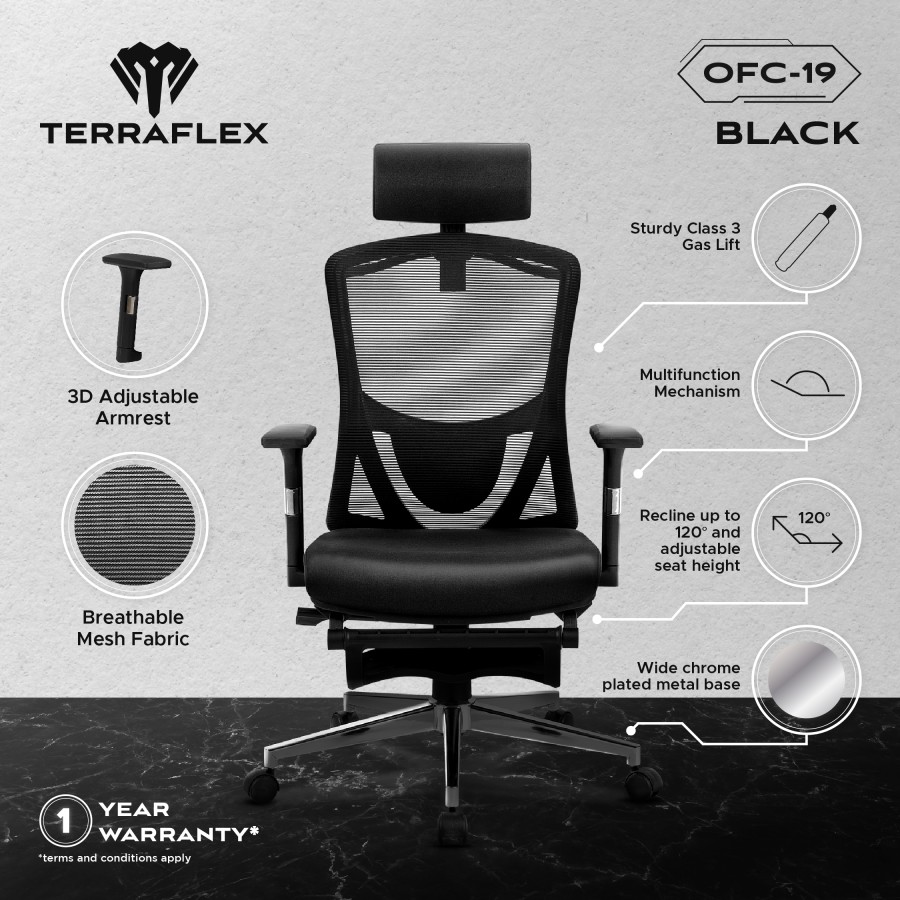 TERRAFLEX
OFC-19
BLACK
3D Adjustable
Armrest
Breathable
Mesh Fabric
Sturdy Class 3
Gas Lift
Multifunction
Mechanism
120°
Recline up to
120° and
adjustable
seat height
Wide chrome
plated metal base
1 YEAR
WARRANTY*
*terms and conditions apply